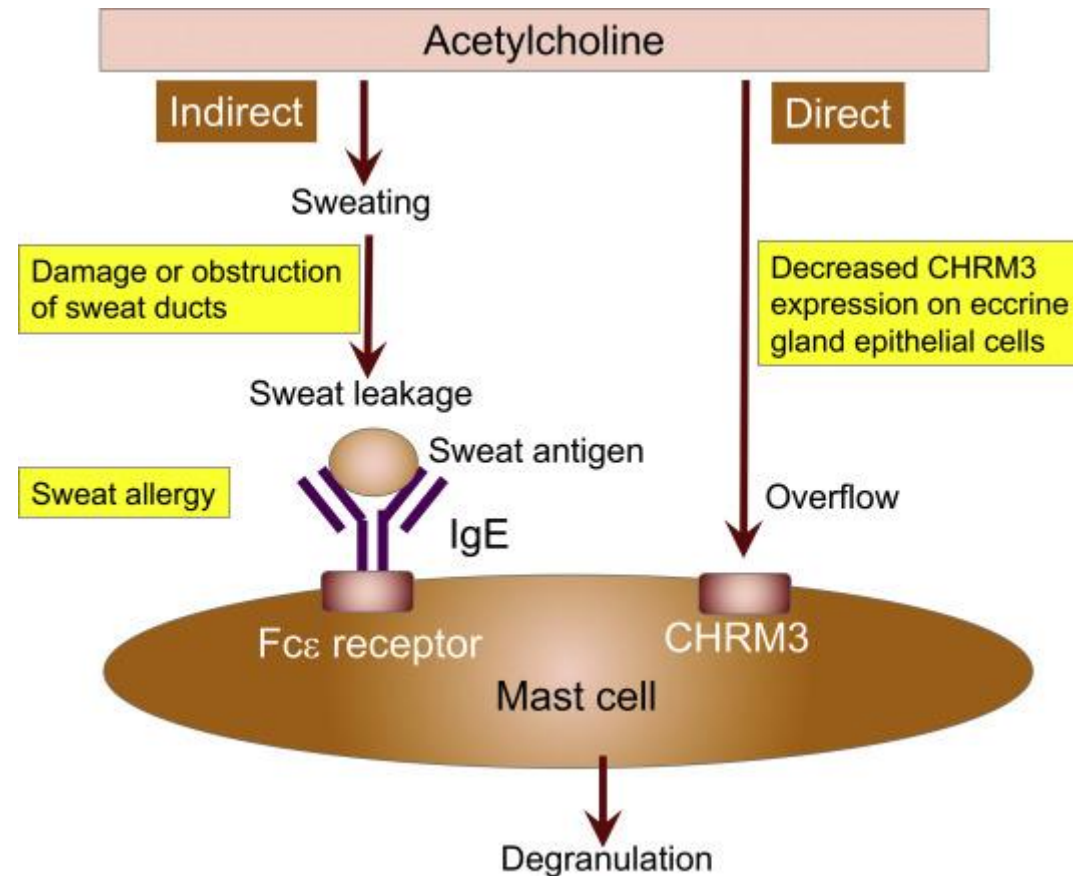 Acetylcholine
Indirect
Direct
Sweating
Damage or obstruction
of sweat ducts
Decreased CHRM3
expression on eccrine
gland epithelial cells
Sweat leakage
Sweat antigen
Sweat allergy
Overflow
IgE
Fcε receptor
CHRM3
Mast cell
Degranulation